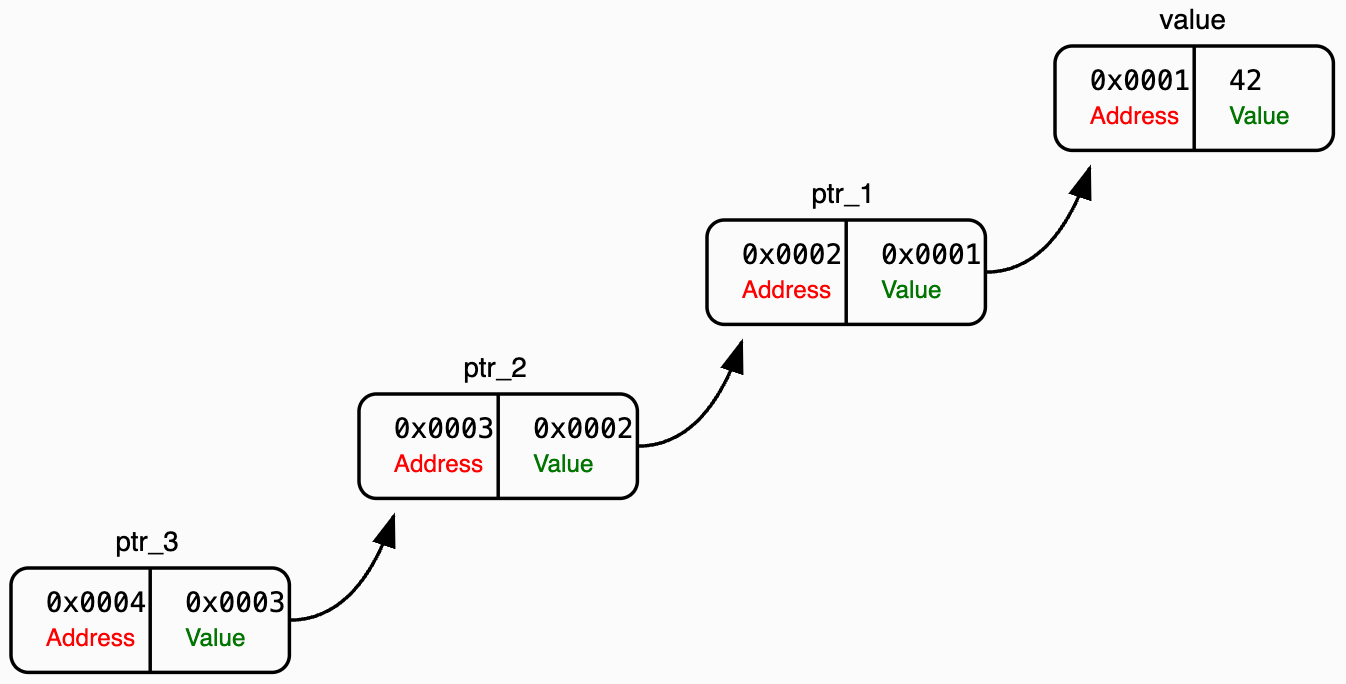 value
0x0001 42
Address Value
ptr_1
0x0002 0x0001
Address Value
ptr_2
0x0003 0x0002
Address Value
ptr_3
0x0004 0x0003
Address Value